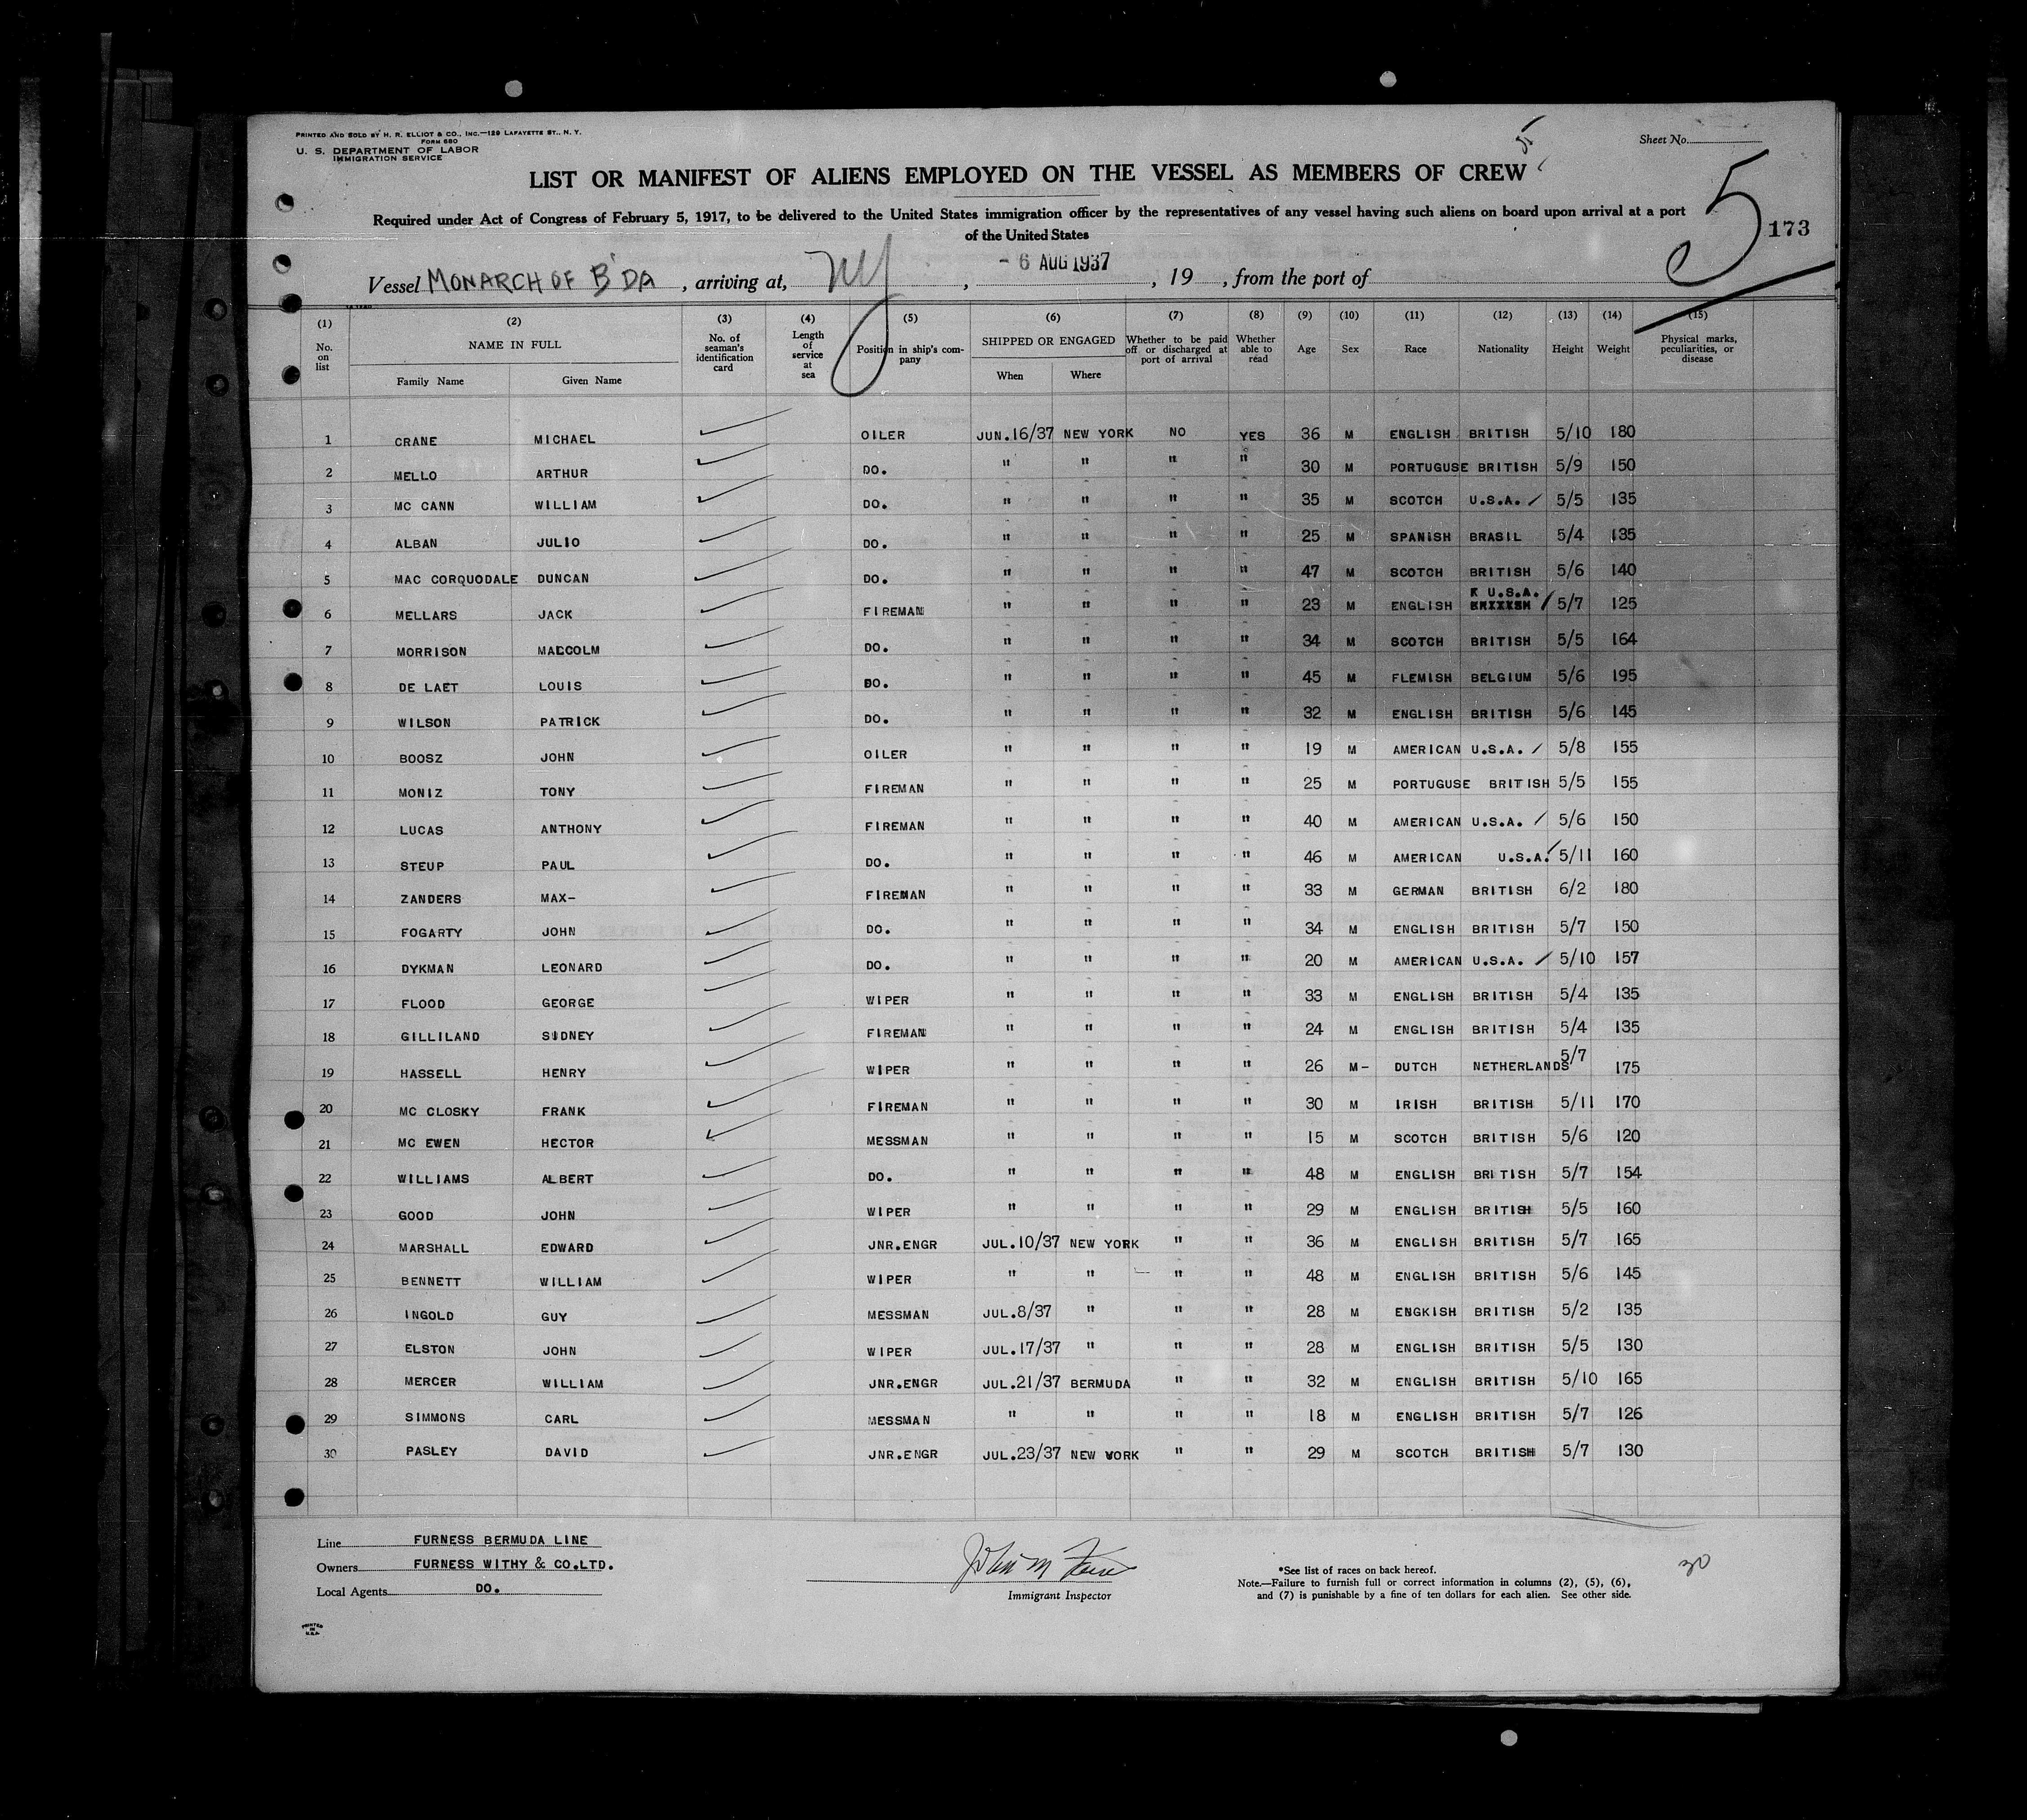 PRINTED AND SOLD BY H. R. ELLIOT & CO., INC.—129 LAFAYETTE ST., N. Y.
FORM 680
U. S. DEPARTMENT OF LABOR
IMMIGRATION SERVICE
Sheet No.
5
LIST OR MANIFEST OF ALIENS EMPLOYED ON THE VESSEL AS MEMBERS OF CREW
Required under Act of Congress of February 5, 1917, to be delivered to the United States immigration officer by the representatives of any vessel having such aliens on board upon arrival at a port
of the United States
5 173
Vessel MONARCH OF B'DA, arriving at, NY, - 6 AUG 1937, 19 , from the port of
(1) No. on list (2) NAME IN FULL Family Name Given Name (3) No. of seaman's identification card (4) Length of service at sea (5) Position in ship's company (6) SHIPPED OR ENGAGED When Where (7) Whether to be paid off or discharged at port of arrival (8) Whether able to read (9) Age (10) Sex (11) Race (12) Nationality (13) Height (14) Weight (15) Physical marks, peculiarities, or disease
1 CRANE MICHAEL OILER JUN.16/37 NEW YORK NO YES 36 M ENGLISH BRITISH 5/10 180
2 MELLO ARTHUR DO. " " " " 30 M PORTUGUSE BRITISH 5/9 150
3 MC CANN WILLIAM DO. " " " " 35 M SCOTCH U.S.A. / 5/5 135
4 ALBAN JULIO DO. " " " " 25 M SPANISH BRASIL 5/4 135
5 MAC CORQUODALE DUNCAN DO. " " " " 47 M SCOTCH BRITISH 5/6 140
6 MELLARS JACK FIREMAN " " " " 23 M ENGLISH U.S.A. / 5/7 125
7 MORRISON MALCOLM DO. " " " " 34 M SCOTCH BRITISH 5/5 164
8 DE LAET LOUIS DO. " " " " 45 M FLEMISH BELGIUM 5/6 195
9 WILSON PATRICK DO. " " " " 32 M ENGLISH BRITISH 5/6 145
10 BOOSZ JOHN OILER " " " " 19 M AMERICAN U.S.A. / 5/8 155
11 MONIZ TONY FIREMAN " " " " 25 M PORTUGUSE BRITISH 5/5 155
12 LUCAS ANTHONY FIREMAN " " " " 40 M AMERICAN U.S.A. / 5/6 150
13 STEUP PAUL DO. " " " " 46 M AMERICAN U.S.A. / 5/11 160
14 ZANDERS MAX- FIREMAN " " " " 33 M GERMAN BRITISH 6/2 180
15 FOGARTY JOHN DO. " " " " 34 M ENGLISH BRITISH 5/7 150
16 DYKMAN LEONARD DO. " " " " 20 M AMERICAN U.S.A. / 5/10 157
17 FLOOD GEORGE WIPER " " " " 33 M ENGLISH BRITISH 5/4 135
18 GILLILAND SIDNEY FIREMAN " " " " 24 M ENGLISH BRITISH 5/4 135
19 HASSELL HENRY WIPER " " " " 26 M- DUTCH NETHERLANDS 5/7 175
20 MC CLOSKY FRANK FIREMAN " " " " 30 M IRISH BRITISH 5/11 170
21 MC EWEN HECTOR MESSMAN " " " " 15 M SCOTCH BRITISH 5/6 120
22 WILLIAMS ALBERT DO. " " " " 48 M ENGLISH BRITISH 5/7 154
23 GOOD JOHN WIPER " " " " 29 M ENGLISH BRITISH 5/5 160
24 MARSHALL EDWARD JNR.ENGR JUL.10/37 NEW YORK " " 36 M ENGLISH BRITISH 5/7 165
25 BENNETT WILLIAM WIPER " " " " 48 M ENGLISH BRITISH 5/6 145
26 INGOLD GUY MESSMAN JUL.8/37 " " " 28 M ENGKISH BRITISH 5/2 135
27 ELSTON JOHN WIPER JUL.17/37 " " " 28 M ENGLISH BRITISH 5/5 130
28 MERCER WILLIAM JNR.ENGR JUL.21/37 BERMUDA " " 32 M ENGLISH BRITISH 5/10 165
29 SIMMONS CARL MESSMAN " " " " 18 M ENGLISH BRITISH 5/7 126
30 PASLEY DAVID JNR.ENGR JUL.23/37 NEW YORK " " 29 M SCOTCH BRITISH 5/7 130
Line FURNESS BERMUDA LINE
Owners FURNESS WITHY & CO.LTD.
Local Agents DO.
John M
Immigrant Inspector
*See list of races on back hereof.
Note.—Failure to furnish full or correct information in columns (2), (5), (6),
and (7) is punishable by a fine of ten dollars for each alien. See other side.
30
PRINTED
IN
U.S.A.